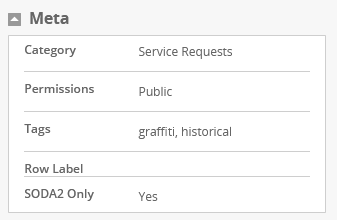 Meta
Category Service Requests
Permissions Public
Tags graffiti, historical
Row Label
SODA2 Only Yes